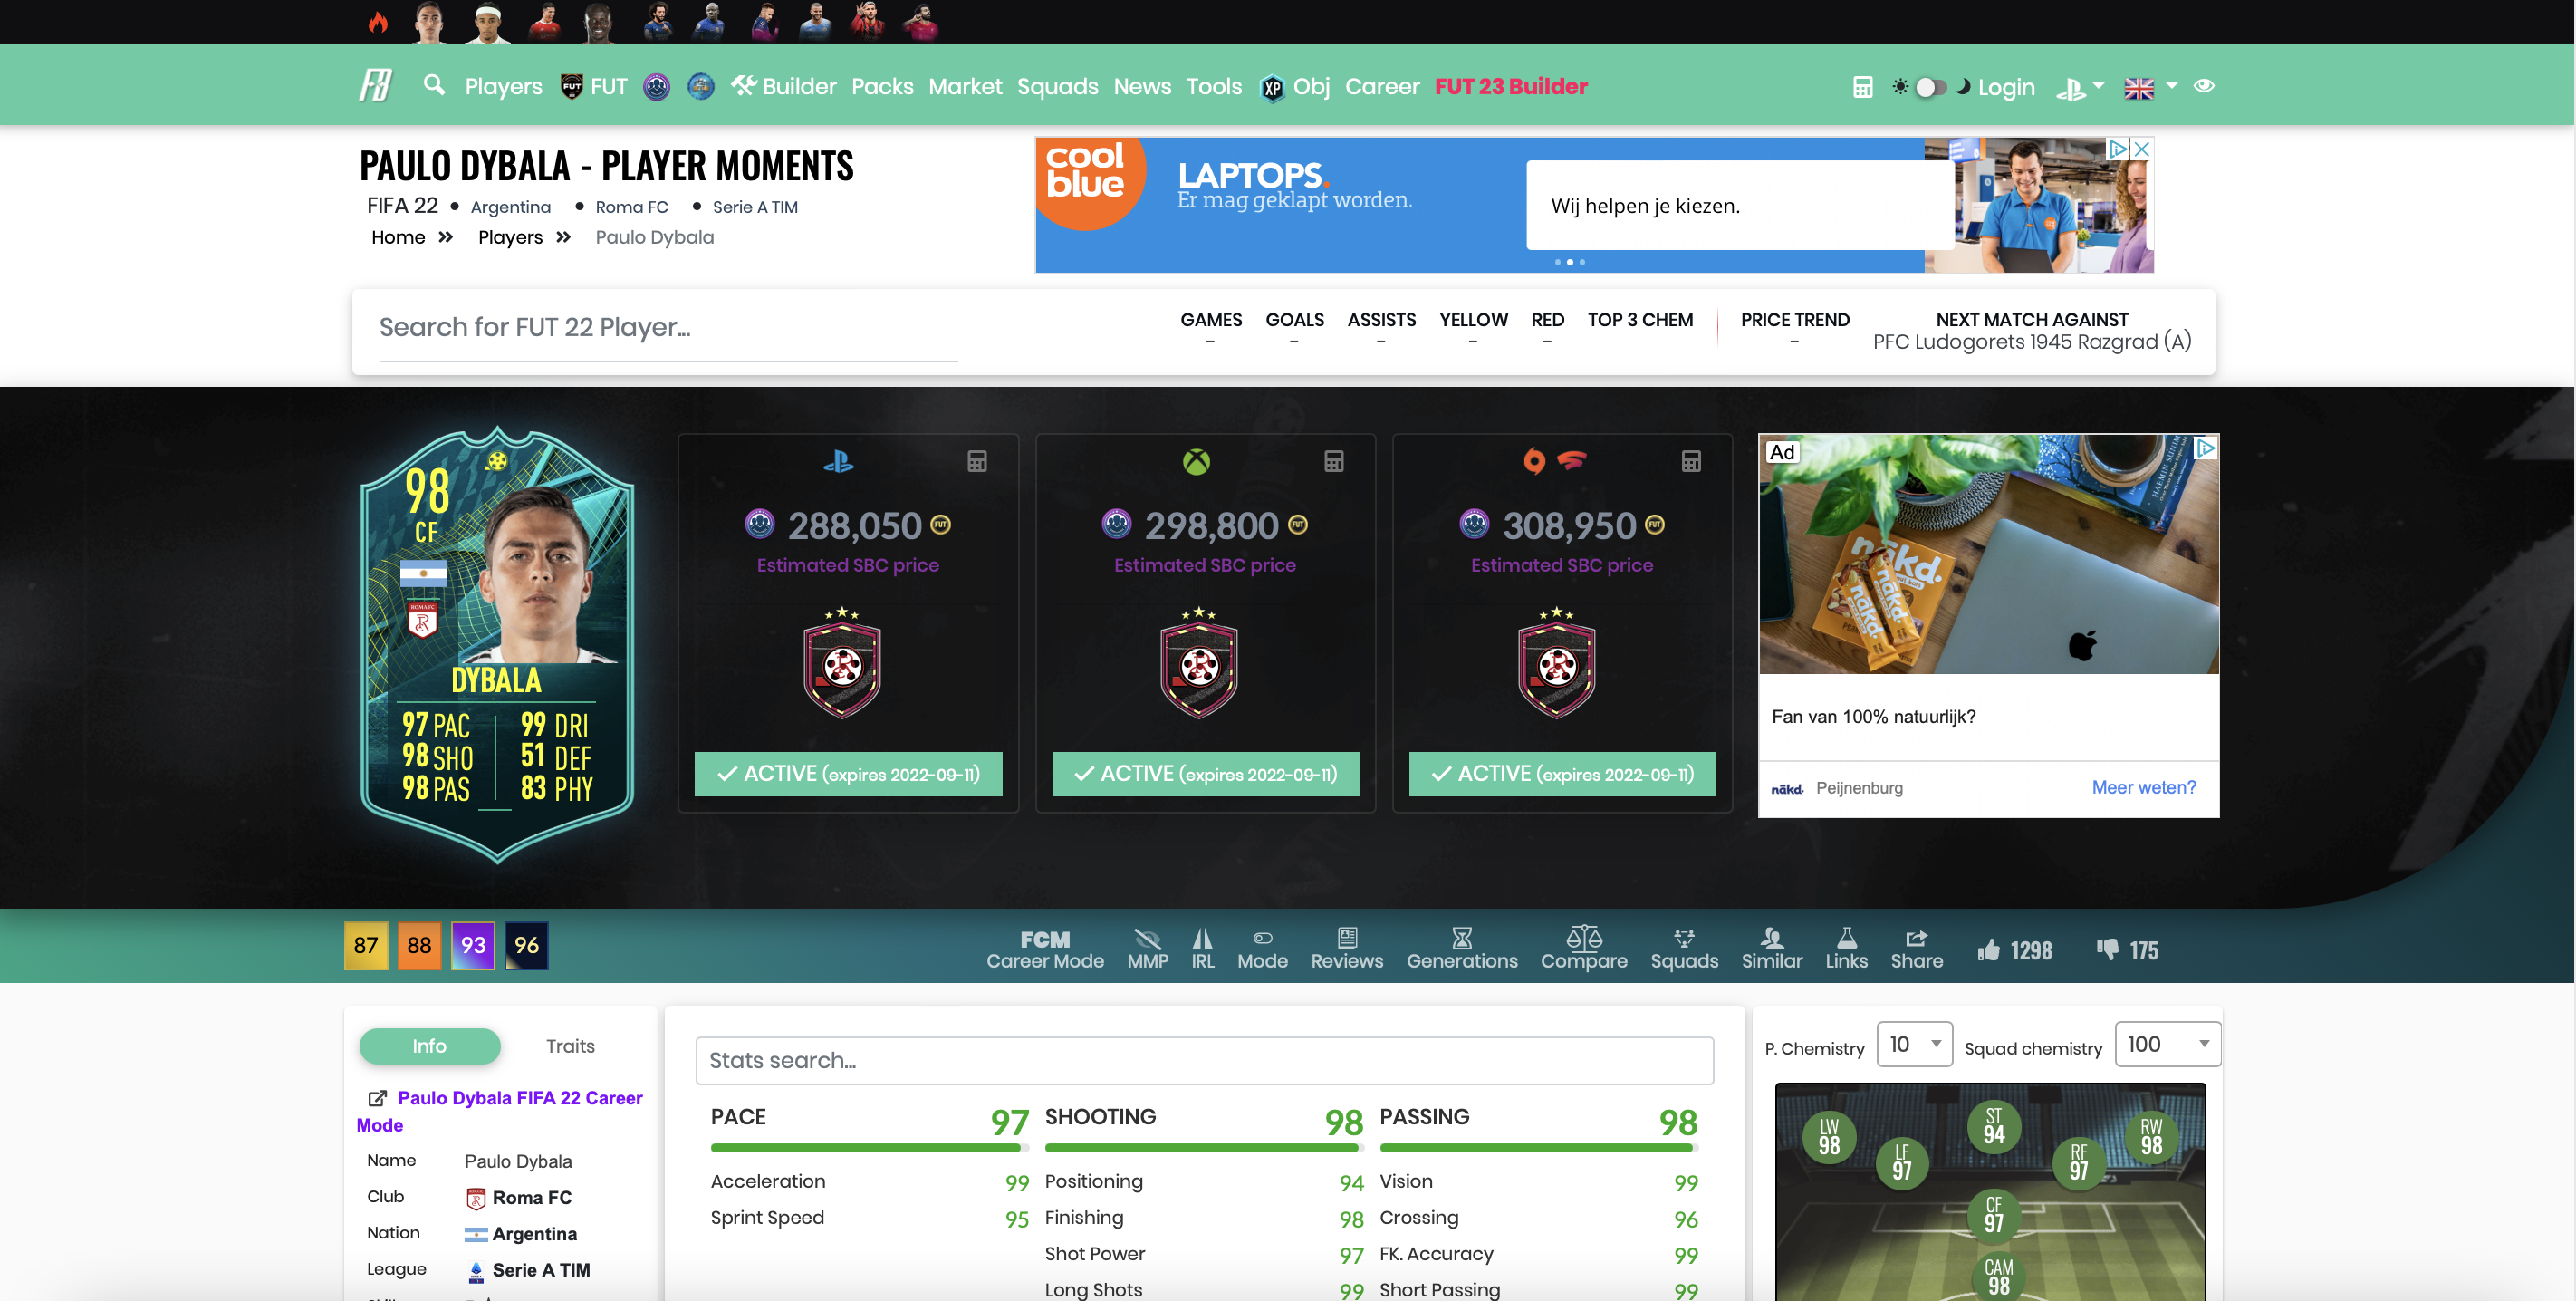 Players FUT Builder Packs Market Squads News Tools XP Obj Career FUT 23 Builder Login
PAULO DYBALA - PLAYER MOMENTS
FIFA 22 • Argentina • Roma FC • Serie A TIM
Home » Players » Paulo Dybala
cool
blue
LAPTOPS.
Er mag geklapt worden.
Wij helpen je kiezen.
Search for FUT 22 Player...
GAMES GOALS ASSISTS YELLOW RED TOP 3 CHEM PRICE TREND NEXT MATCH AGAINST
- - - - - - PFC Ludogorets 1945 Razgrad (A)
98
CF
ROMA FC
DYBALA
97 PAC 99 DRI
98 SHO 51 DEF
98 PAS 83 PHY
288,050 FUT
Estimated SBC price
ACTIVE (expires 2022-09-11)
298,800 FUT
Estimated SBC price
ACTIVE (expires 2022-09-11)
308,950 FUT
Estimated SBC price
ACTIVE (expires 2022-09-11)
Ad
nākd.
nākd
nākd
Fan van 100% natuurlijk?
nākd. Peijnenburg Meer weten?
87 88 93 96
FCM
Career Mode MMP IRL Mode Reviews Generations Compare Squads Similar Links Share 1298 175
Info Traits
Paulo Dybala FIFA 22 Career
Mode
Name Paulo Dybala
Club Roma FC
Nation Argentina
League Serie A TIM
Stats search...
PACE 97 SHOOTING 98 PASSING 98
Acceleration 99 Positioning 94 Vision 99
Sprint Speed 95 Finishing 98 Crossing 96
Shot Power 97 FK. Accuracy 99
Long Shots 99 Short Passing 99
P. Chemistry 10 Squad chemistry 100
LW
98
ST
94
RW
98
LF
97
RF
97
CF
97
CAM
98